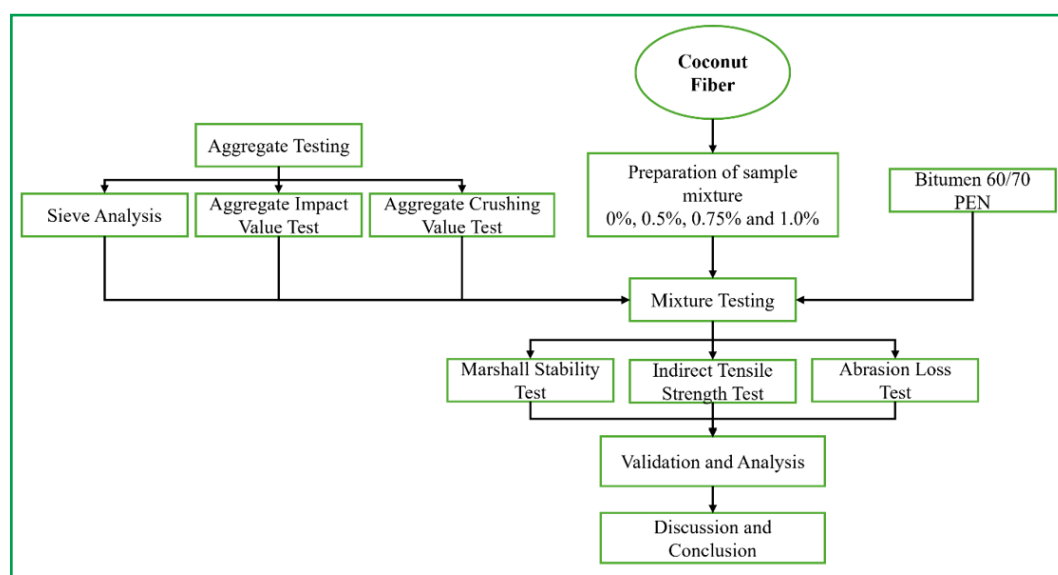 Coconut
Fiber
Aggregate Testing
Preparation of sample
mixture
0%, 0.5%, 0.75% and 1.0%
Bitumen 60/70
PEN
Sieve Analysis
Aggregate Impact
Value Test
Aggregate Crushing
Value Test
Mixture Testing
Marshall Stability
Test
Indirect Tensile
Strength Test
Abrasion Loss
Test
Validation and Analysis
Discussion and
Conclusion